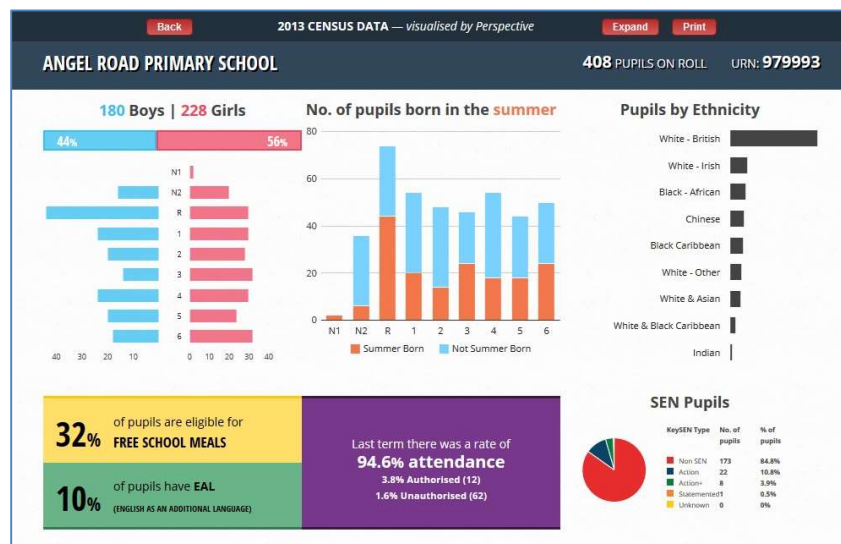 Back
2013 CENSUS DATA — visualised by Perspective
Expand
Print
ANGEL ROAD PRIMARY SCHOOL
408 PUPILS ON ROLL URN: 979993
180 Boys | 228 Girls
44% 56%
N1
N2
R
1
2
3
4
5
6
40 30 20 10 0 10 20 30 40
No. of pupils born in the summer
80
60
40
20
0
N1 N2 R 1 2 3 4 5 6
Summer Born Not Summer Born
Pupils by Ethnicity
White - British
White - Irish
Black - African
Chinese
Black Caribbean
White - Other
White & Asian
White & Black Caribbean
Indian
32% of pupils are eligible for
FREE SCHOOL MEALS
10% of pupils have EAL
(ENGLISH AS AN ADDITIONAL LANGUAGE)
Last term there was a rate of
94.6% attendance
3.8% Authorised (12)
1.6% Unauthorised (62)
SEN Pupils
KeySEN Type No. of pupils % of pupils
Non SEN 173 84.8%
Action 22 10.8%
Action+ 8 3.9%
Statemented 1 0.5%
Unknown 0 0%